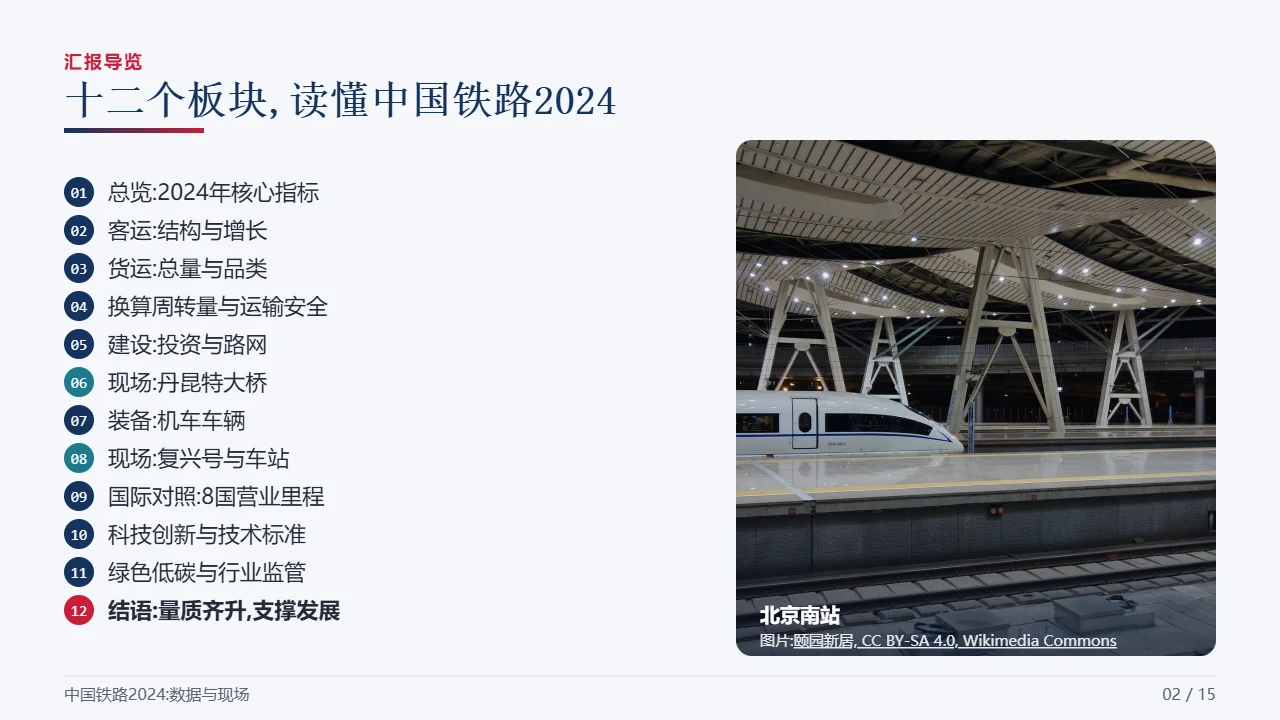 汇报导览
十二个板块,读懂中国铁路2024
01 总览:2024年核心指标
02 客运:结构与增长
03 货运:总量与品类
04 换算周转量与运输安全
05 建设:投资与路网
06 现场:丹昆特大桥
07 装备:机车车辆
08 现场:复兴号与车站
09 国际对照:8国营业里程
10 科技创新与技术标准
11 绿色低碳与行业监管
12 结语:量质齐升,支撑发展
北京南站
图片:颐园新居, CC BY-SA 4.0, Wikimedia Commons
中国铁路2024:数据与现场
02 / 15